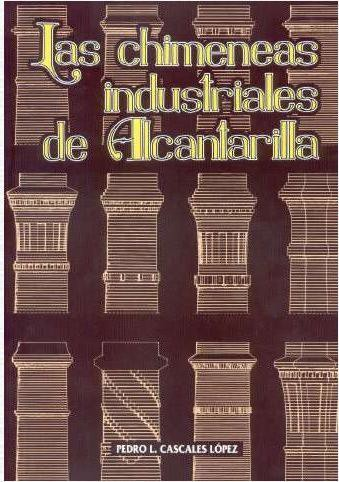 Las chimeneas
industriales
de Alcantarilla
PEDRO L. CASCALES LÓPEZ